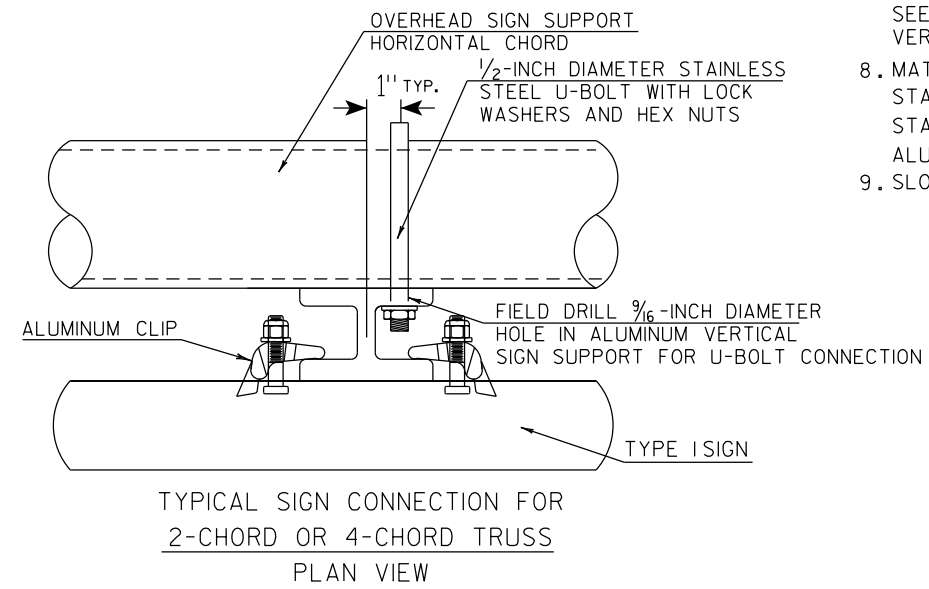 OVERHEAD SIGN SUPPORT
HORIZONTAL CHORD
1" TYP.
1/2-INCH DIAMETER STAINLESS
STEEL U-BOLT WITH LOCK
WASHERS AND HEX NUTS
ALUMINUM CLIP
FIELD DRILL 9/16-INCH DIAMETER
HOLE IN ALUMINUM VERTICAL
SIGN SUPPORT FOR U-BOLT CONNECTION
TYPE I SIGN
TYPICAL SIGN CONNECTION FOR
2-CHORD OR 4-CHORD TRUSS
PLAN VIEW
SEE
VER
8. MAT
STA
STA
ALU
9. SLO